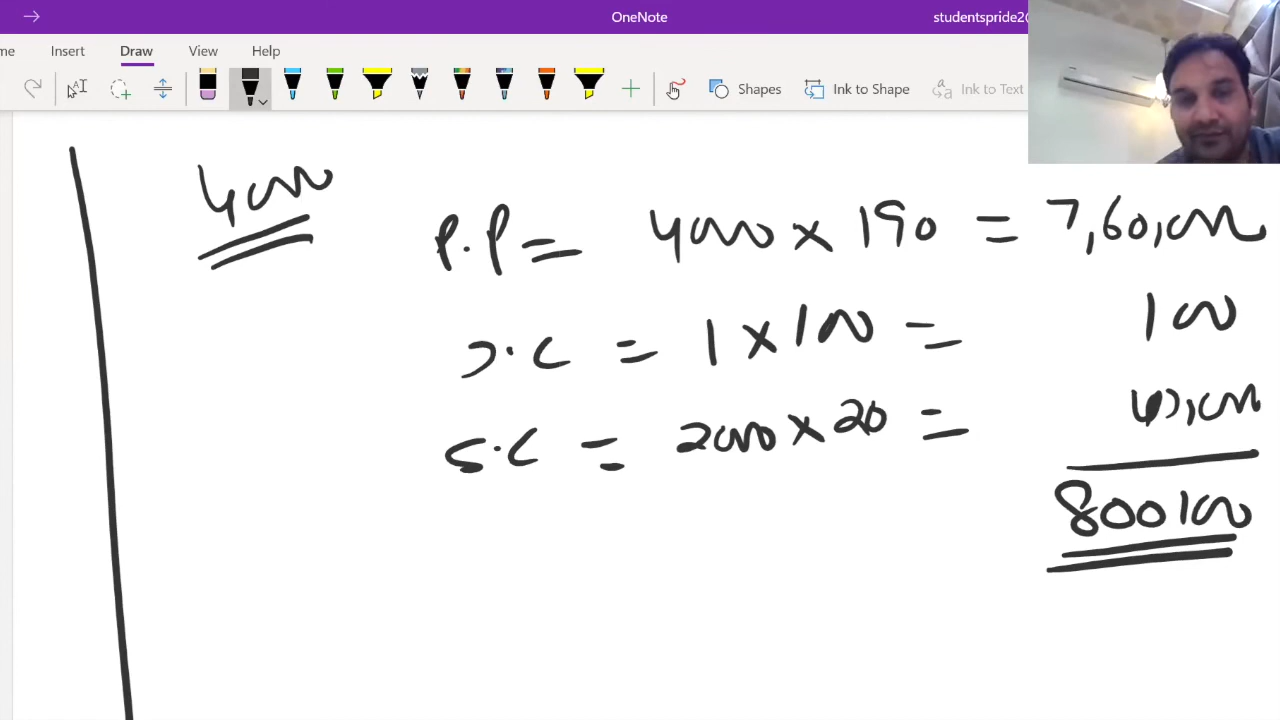 OneNote
studentspride2@
me Insert Draw View Help
Shapes Ink to Shape Ink to Text
4000
P.P = 4000 x 190 = 7,60,000
O.C = 1 x 100 = 100
S.C = 2000 x 20 = 40,000
800100